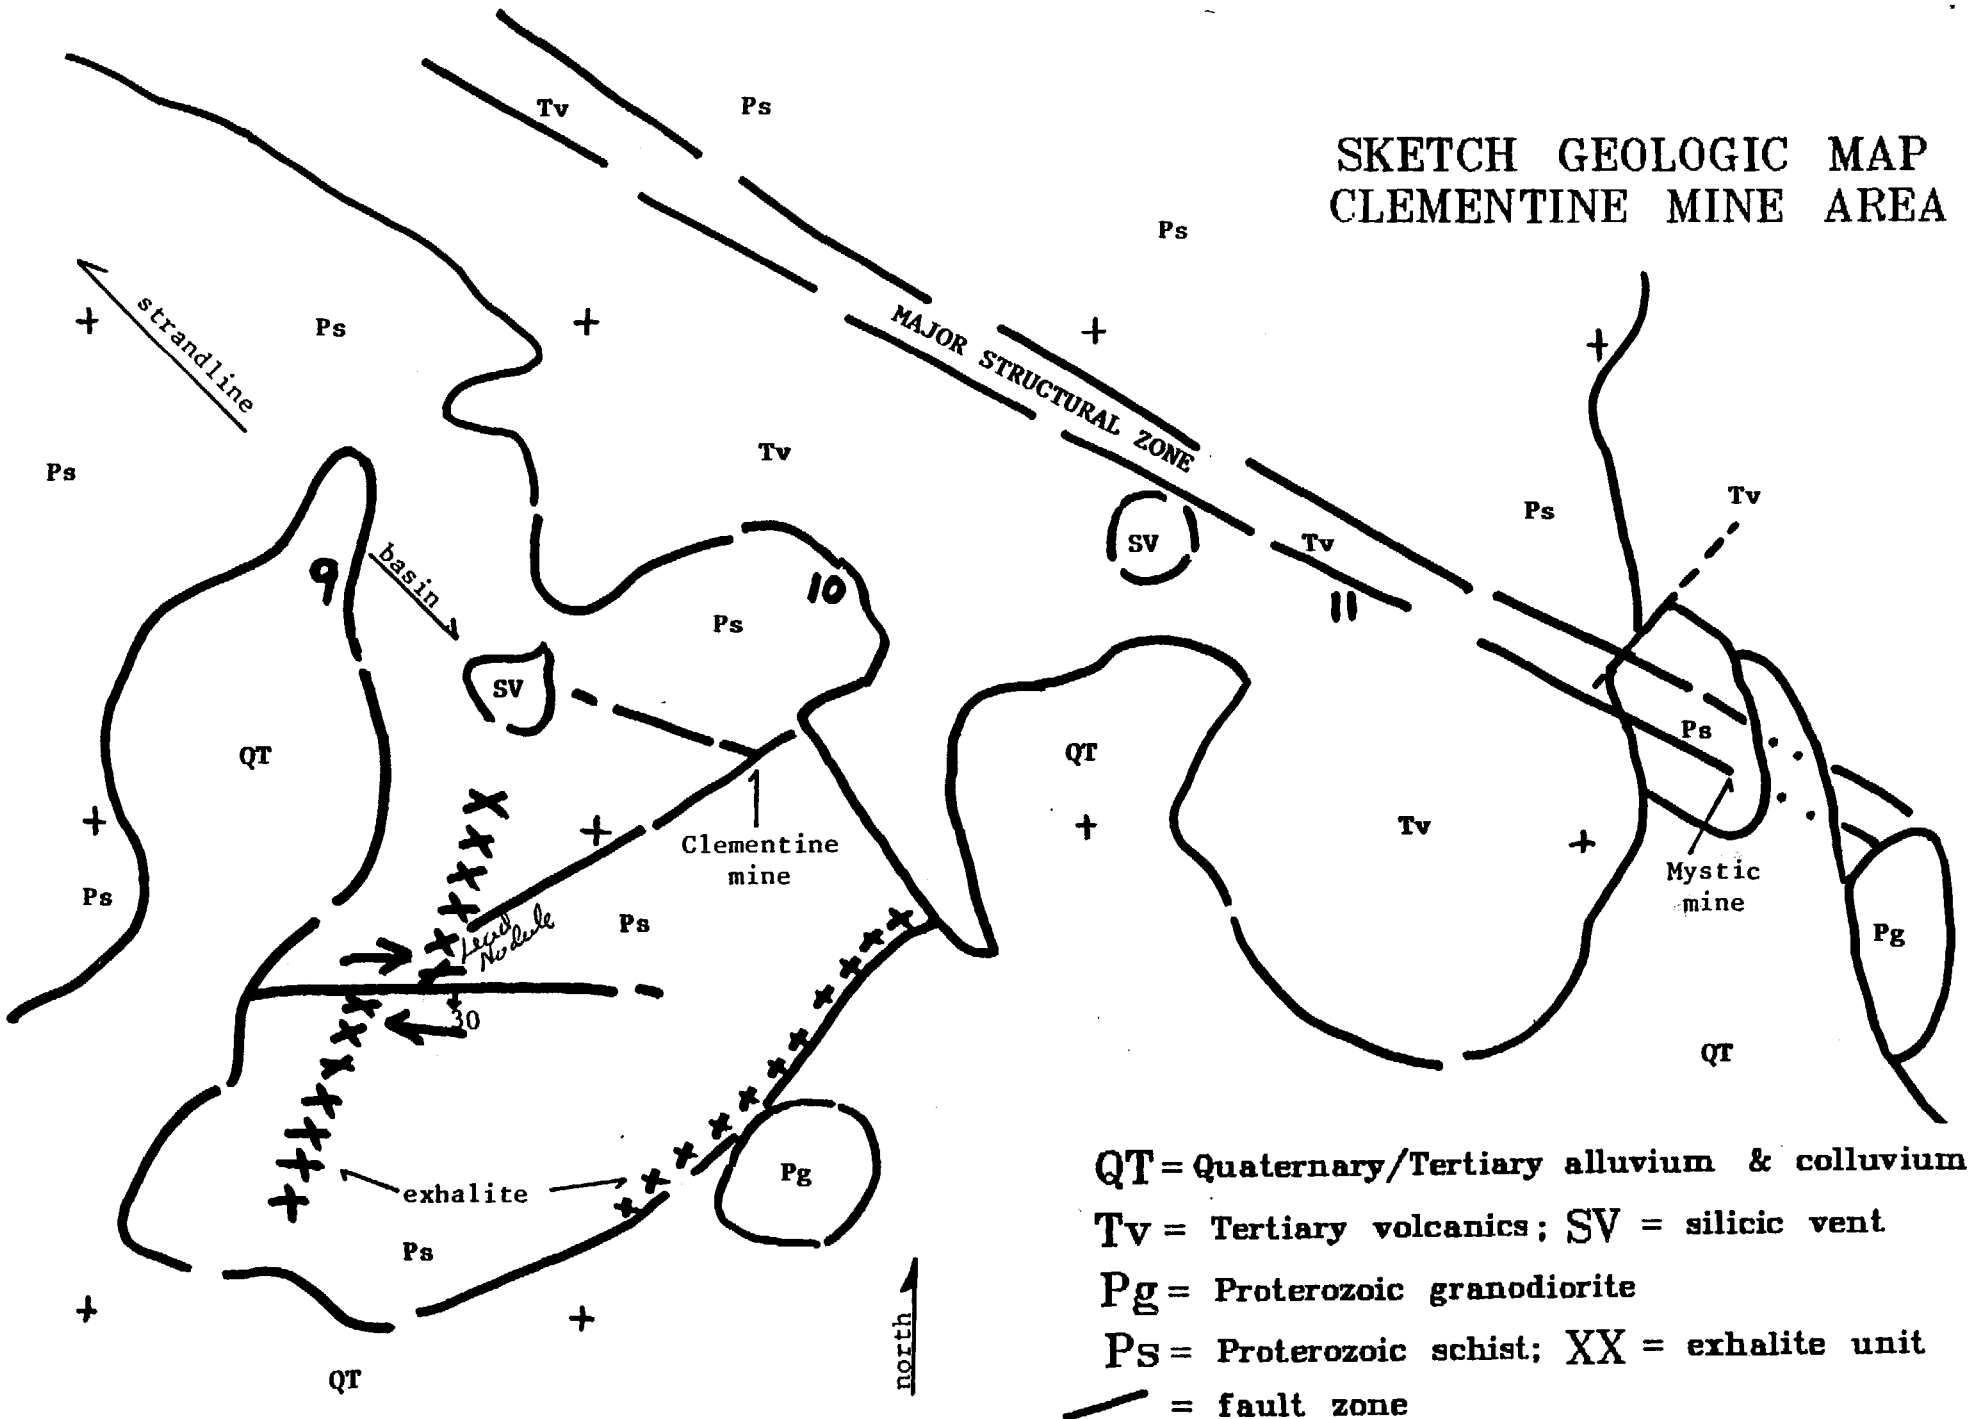 SKETCH GEOLOGIC MAP
CLEMENTINE MINE AREA
Tv
Ps
Ps
strandline
Ps
MAJOR STRUCTURAL ZONE
Tv
Ps
Ps
Tv
9
basin
10
SV
Tv
11
Ps
SV
QT
QT
Ps
Tv
Clementine
mine
Mystic
mine
Ps
Ps
Lead
Nodule
Pg
30
QT
exhalite
Pg
Ps
north
QT
QT = Quaternary/Tertiary alluvium & colluvium
Tv = Tertiary volcanics; SV = silicic vent
Pg = Proterozoic granodiorite
Ps = Proterozoic schist; XX = exhalite unit
= fault zone